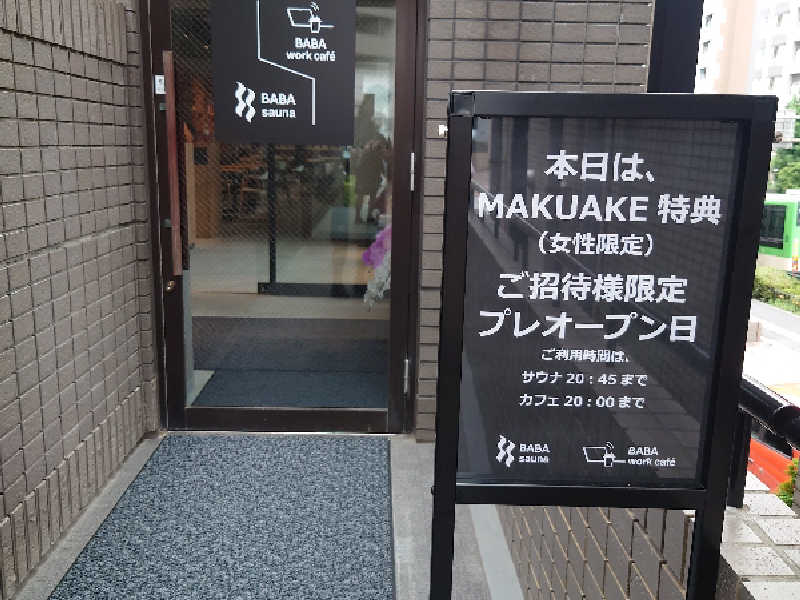 BABA
work café
BABA
sauna
本日は、
MAKUAKE 特典
（女性限定）
ご招待様限定
プレオープン日
ご利用時間は、
サウナ 20：45 まで
カフェ 20：00 まで
BABA
sauna
BABA
work café